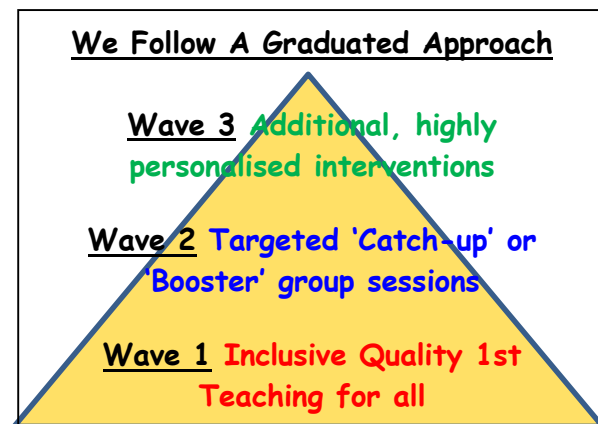 We Follow A Graduated Approach
Wave 3 Additional, highly
personalised interventions
Wave 2 Targeted ‘Catch-up’ or
‘Booster’ group sessions
Wave 1 Inclusive Quality 1st
Teaching for all